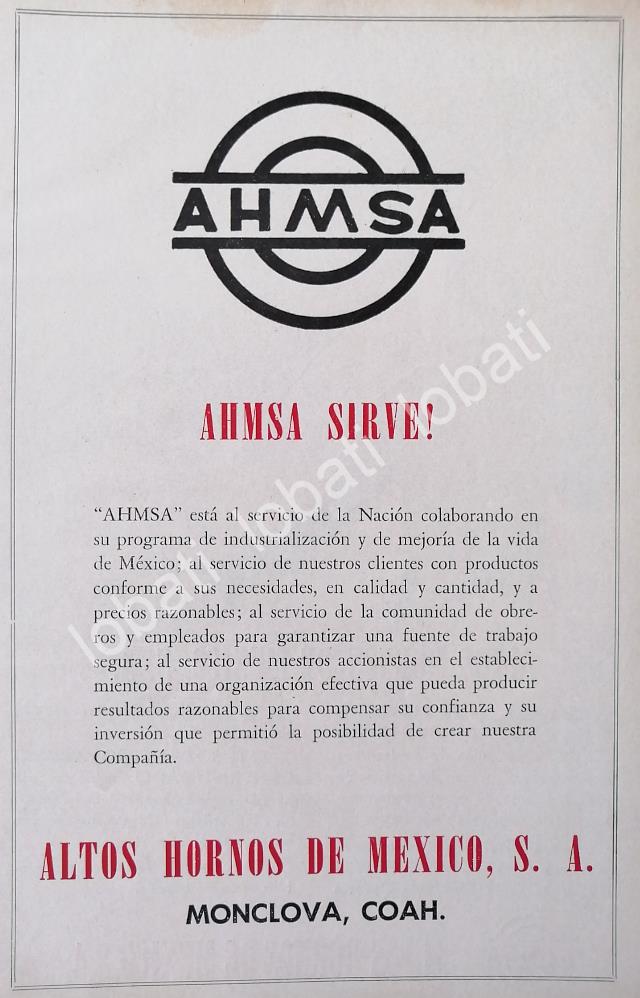 AHMSA
AHMSA SIRVE!
"AHMSA" está al servicio de la Nación colaborando en
su programa de industrialización y de mejoría de la vida
de México; al servicio de nuestros clientes con productos
conforme a sus necesidades, en calidad y cantidad, y a
precios razonables; al servicio de la comunidad de obre-
ros y empleados para garantizar una fuente de trabajo
segura; al servicio de nuestros accionistas en el estableci-
miento de una organización efectiva que pueda producir
resultados razonables para compensar su confianza y su
inversión que permitió la posibilidad de crear nuestra
Compañía.
ALTOS HORNOS DE MEXICO, S. A.
MONCLOVA, COAH.
lobati lobati lobati